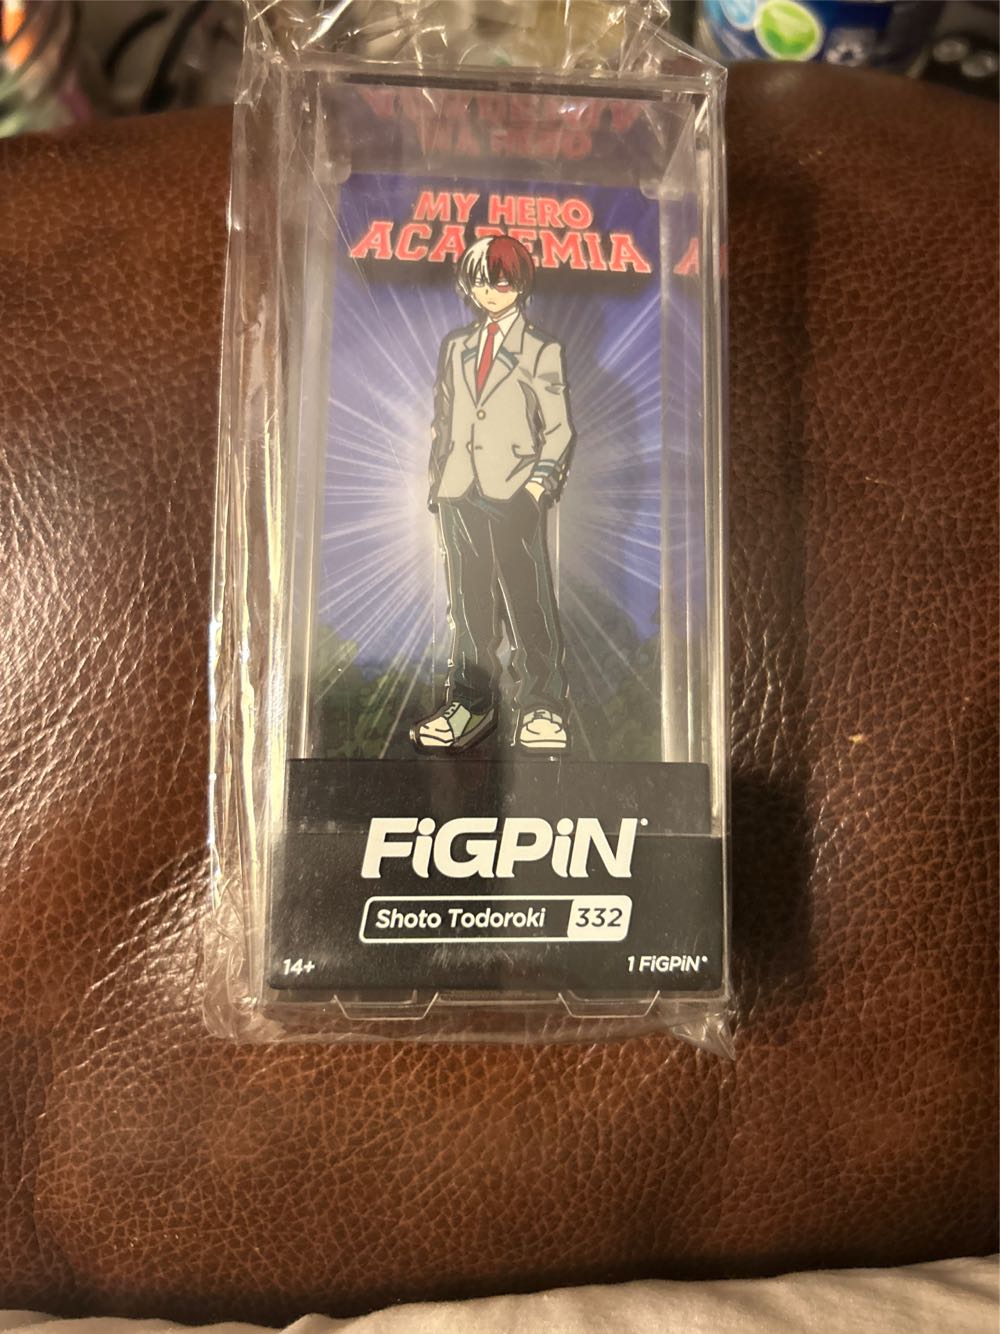 MY HERO
ACADEMIA
FiGPiN
Shoto Todoroki 332
14+
1 FiGPiN